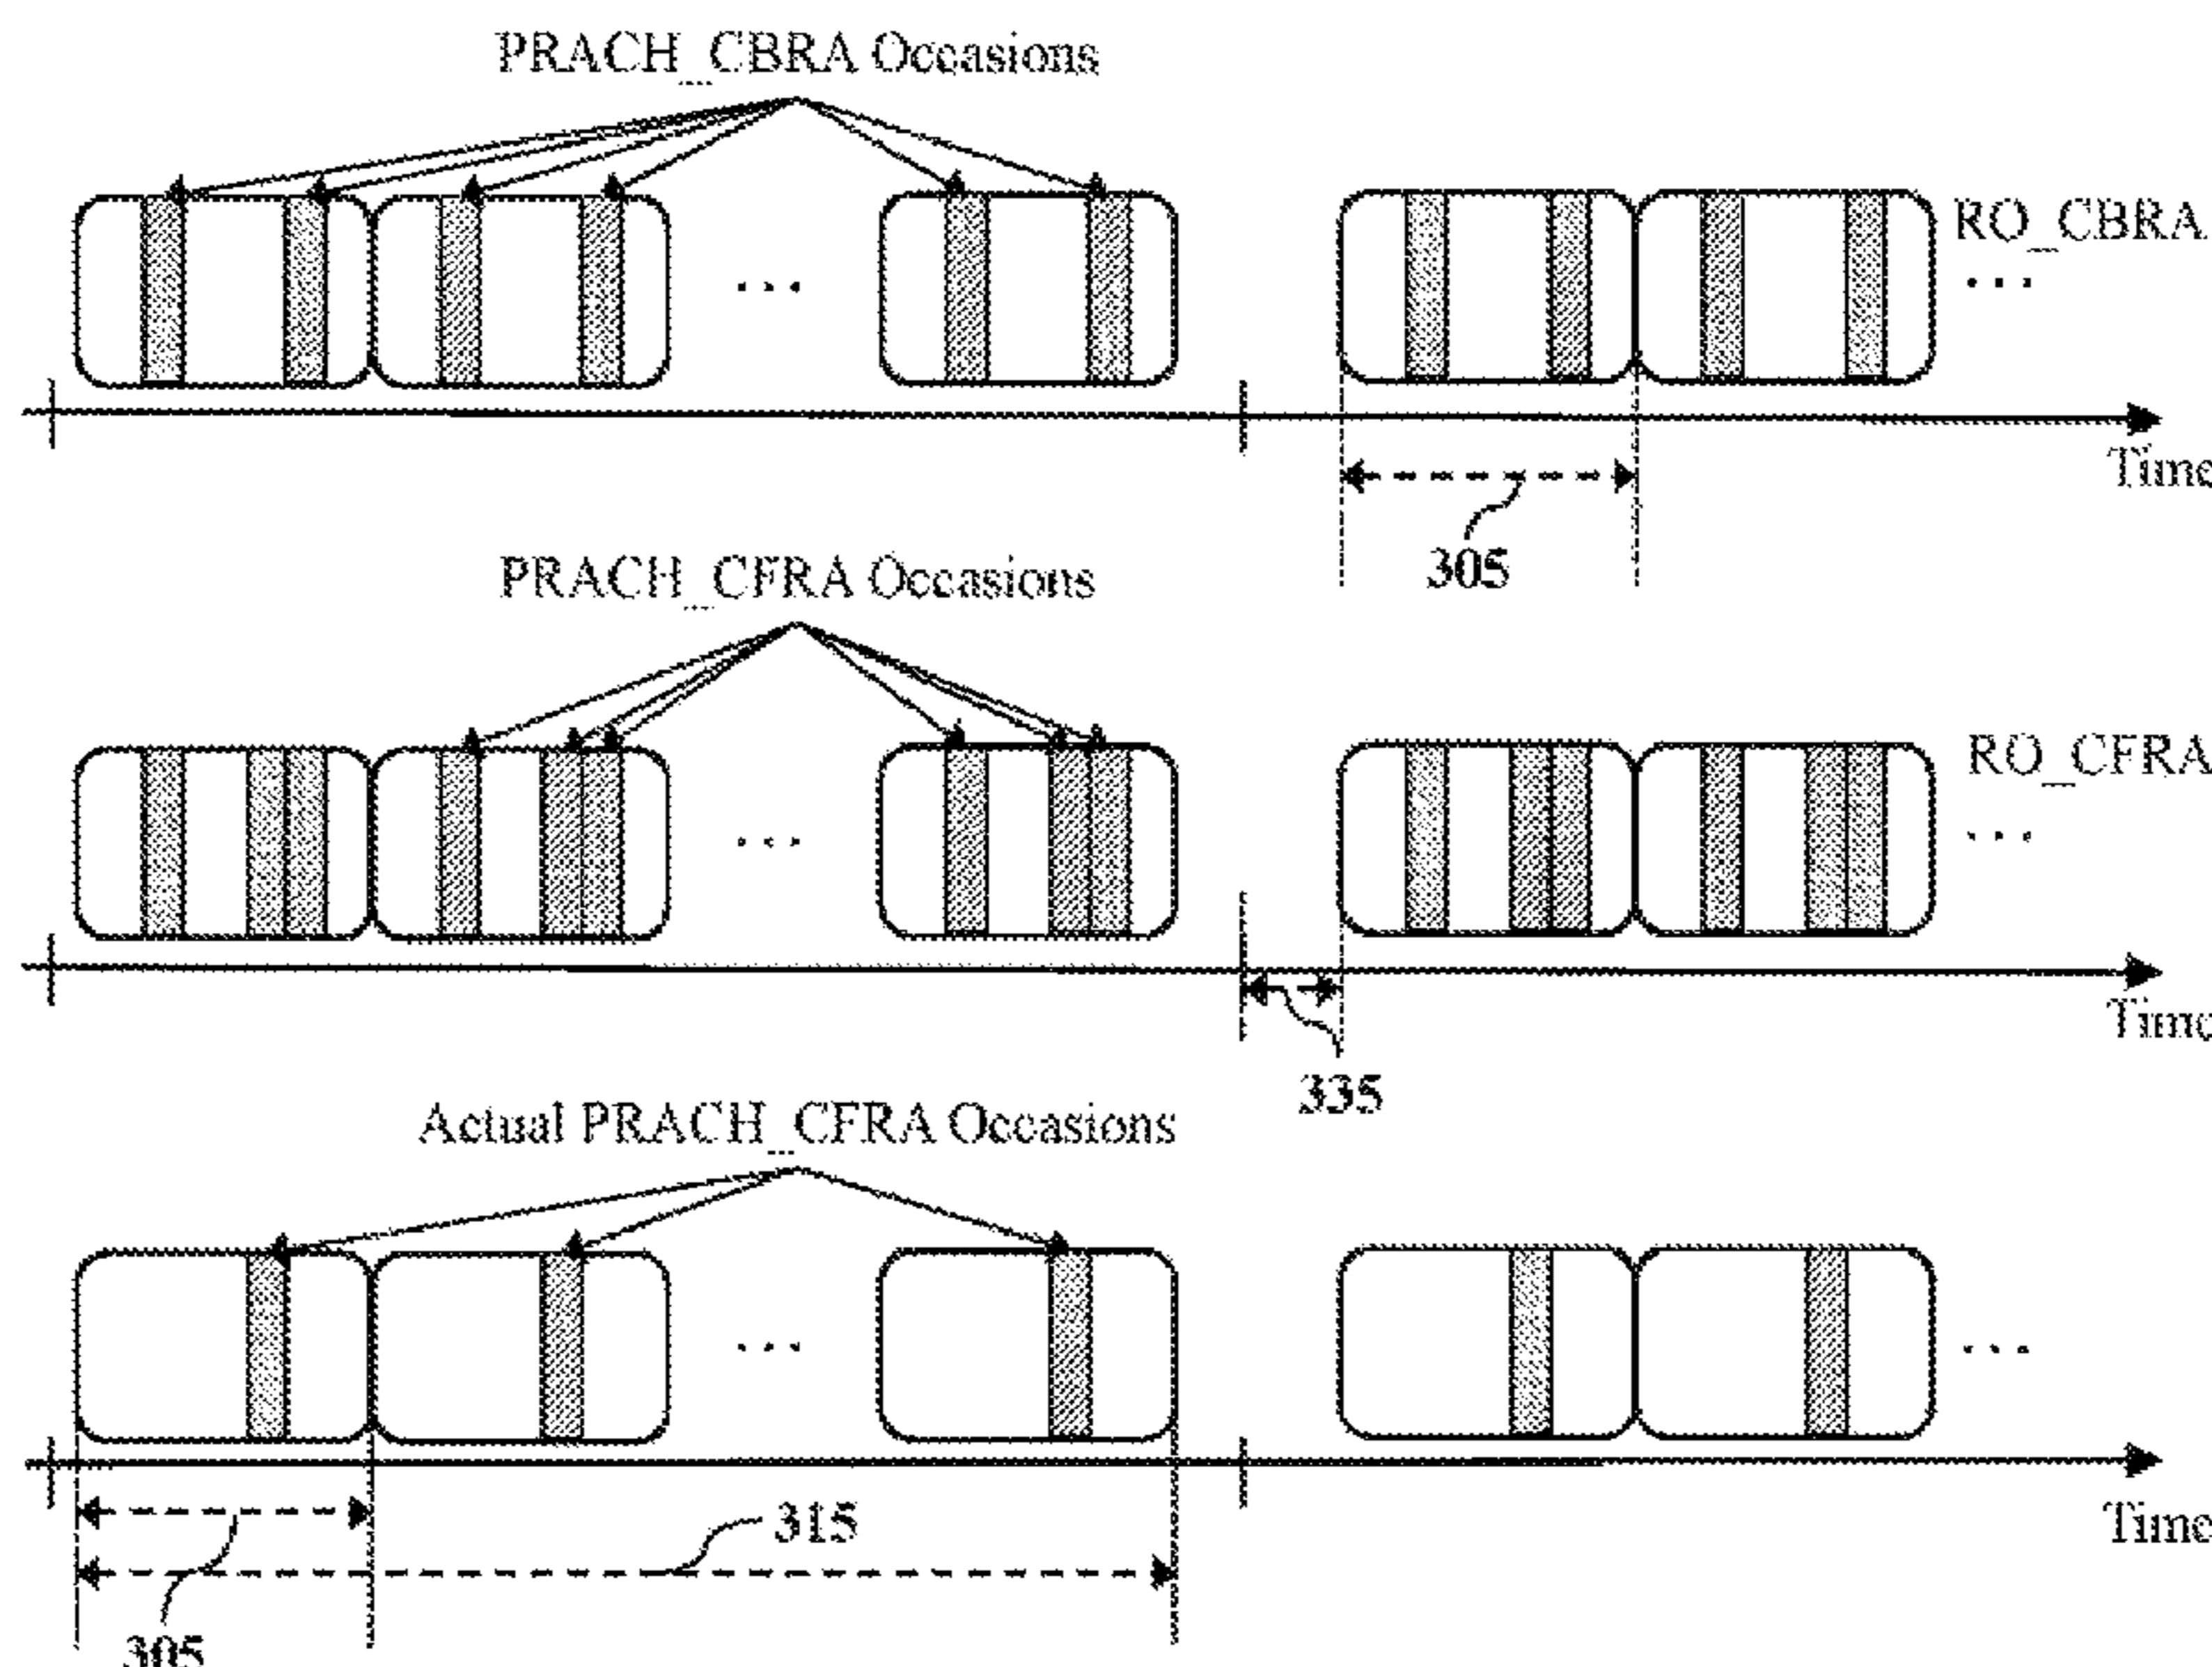 PRACH_CBRA Occasions
RO_CBRA
...
...
Time
305
PRACH_CFRA Occasions
RO_CFRA
...
...
Time
335
Actual PRACH_CFRA Occasions
...
...
Time
315
305